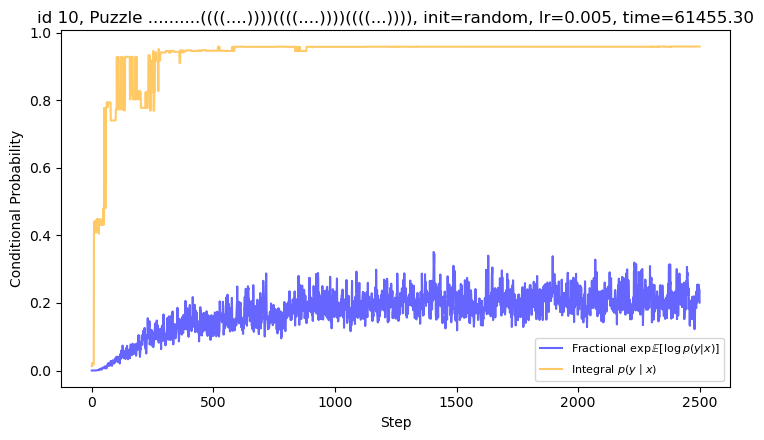 id 10, Puzzle ..........((((....))))((((....))))((((...)))), init=random, lr=0.005, time=61455.30
Conditional Probability
1.0
0.8
0.6
0.4
0.2
0.0
0
500
1000
1500
2000
2500
Step
Fractional exp𝔼[log p(y|x)]
Integral p(y | x)